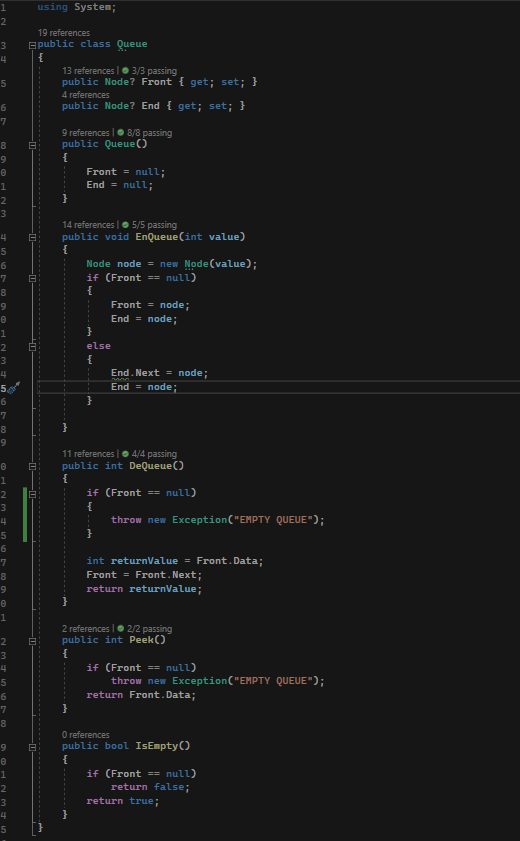 1 using System;
2
19 references
3 public class Queue
4 {
13 references | 3/3 passing
5 public Node? Front { get; set; }
4 references
6 public Node? End { get; set; }
7
9 references | 8/8 passing
8 public Queue()
9 {
0 Front = null;
1 End = null;
2 }
3
14 references | 5/5 passing
4 public void EnQueue(int value)
5 {
6 Node node = new Node(value);
7 if (Front == null)
8 {
9 Front = node;
0 End = node;
1 }
2 else
3 {
4 End.Next = node;
5 End = node;
6 }
7
8 }
9
11 references | 4/4 passing
0 public int DeQueue()
1 {
2 if (Front == null)
3 {
4 throw new Exception("EMPTY QUEUE");
5 }
6
7 int returnValue = Front.Data;
8 Front = Front.Next;
9 return returnValue;
0 }
1
2 references | 2/2 passing
2 public int Peek()
3 {
4 if (Front == null)
5 throw new Exception("EMPTY QUEUE");
6 return Front.Data;
7 }
8
0 references
9 public bool IsEmpty()
0 {
1 if (Front == null)
2 return false;
3 return true;
4 }
5 }